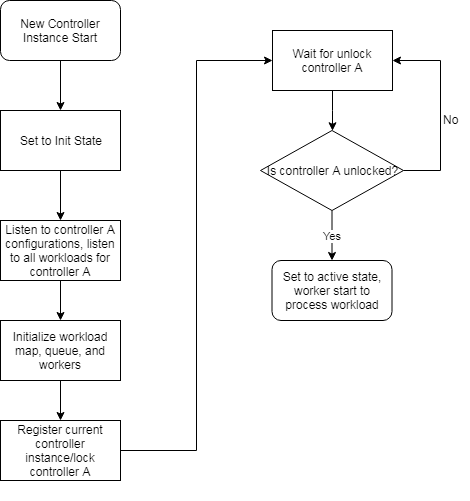 New Controller
Instance Start
Set to Init State
Listen to controller A
configurations, listen
to all workloads for
controller A
Initialize workload
map, queue, and
workers
Register current
controller
instance/lock
controller A
Wait for unlock
controller A
No
Is controller A unlocked?
Yes
Set to active state,
worker start to
process workload